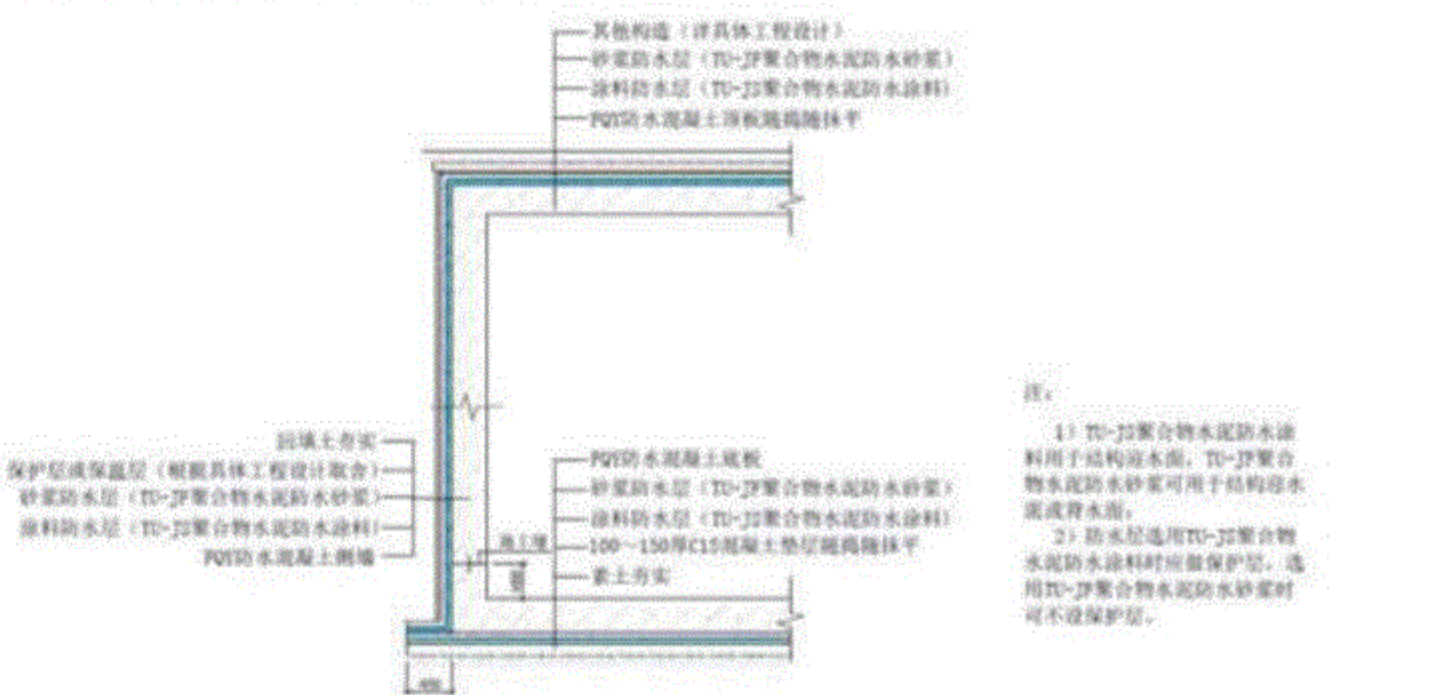 其他构造（详具体工程设计）
砂浆防水层（TU-JF聚合物水泥防水砂浆）
涂料防水层（TU-JS聚合物水泥防水涂料）
PQY防水混凝土顶板随捣随抹平
回填土夯实
保护层或保温层（根据具体工程设计取舍）
砂浆防水层（TU-JF聚合物水泥防水砂浆）
涂料防水层（TU-JS聚合物水泥防水涂料）
PQY防水混凝土侧墙
PQY防水混凝土底板
砂浆防水层（TU-JF聚合物水泥防水砂浆）
涂料防水层（TU-JS聚合物水泥防水涂料）
100～150厚C15混凝土垫层随捣随抹平
素土夯实
施工缝
注：
1）TU-JS聚合物水泥防水涂
料用于结构迎水面，TU-JF聚合
物水泥防水砂浆可用于结构迎水
面或背水面。
2）防水层选用TU-JS聚合物
水泥防水涂料时应做保护层，选
用TU-JF聚合物水泥防水砂浆时
可不设保护层。